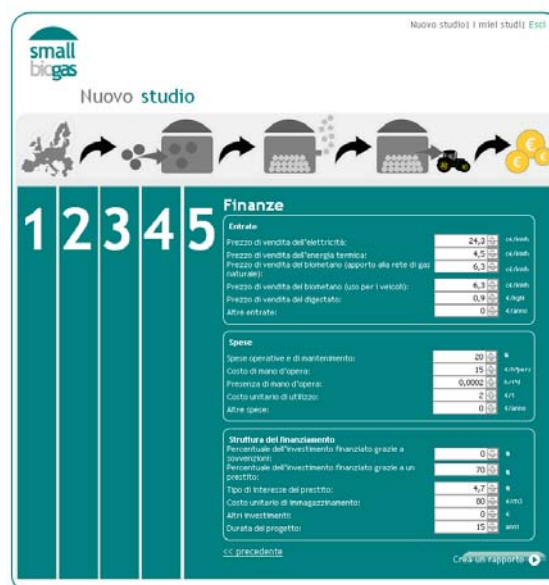 Nuovo studio| I miei studi| Esci
small
biogas
Nuovo studio
1 2 3 4 5
Finanze
Entrate
Prezzo di vendita dell'elettricità: 24,3 c€/kWh
Prezzo di vendita dell'energia termica: 4,5 c€/kWh
Prezzo di vendita del biometano (apporto alla rete di gas
naturale): 6,3 c€/kWh
Prezzo di vendita del biometano (uso per i veicoli): 6,3 c€/kWh
Prezzo di vendita del digestato: 0,9
Altre entrate: 0 €/anno
Spese
Spese operative e di mantenimento: 20 %
Costo di mano d'opera: 15
Presenza di mano d'opera: 0,0002
Costo unitario di utilizzo: 2 €/t
Altre spese: 0 €/anno
Struttura del finanziamento
Percentuale dell'investimento finanziato grazie a
sovvenzioni: 0 %
Percentuale dell'investimento finanziato grazie a un
prestito: 70 %
Tipo di interesse del prestito: 4,7 %
Costo unitario di immagazzinamento: 80 €/m3
Altri investimenti: 0 €
Durata del progetto: 15 anni
<< precedente
Crea un rapporto